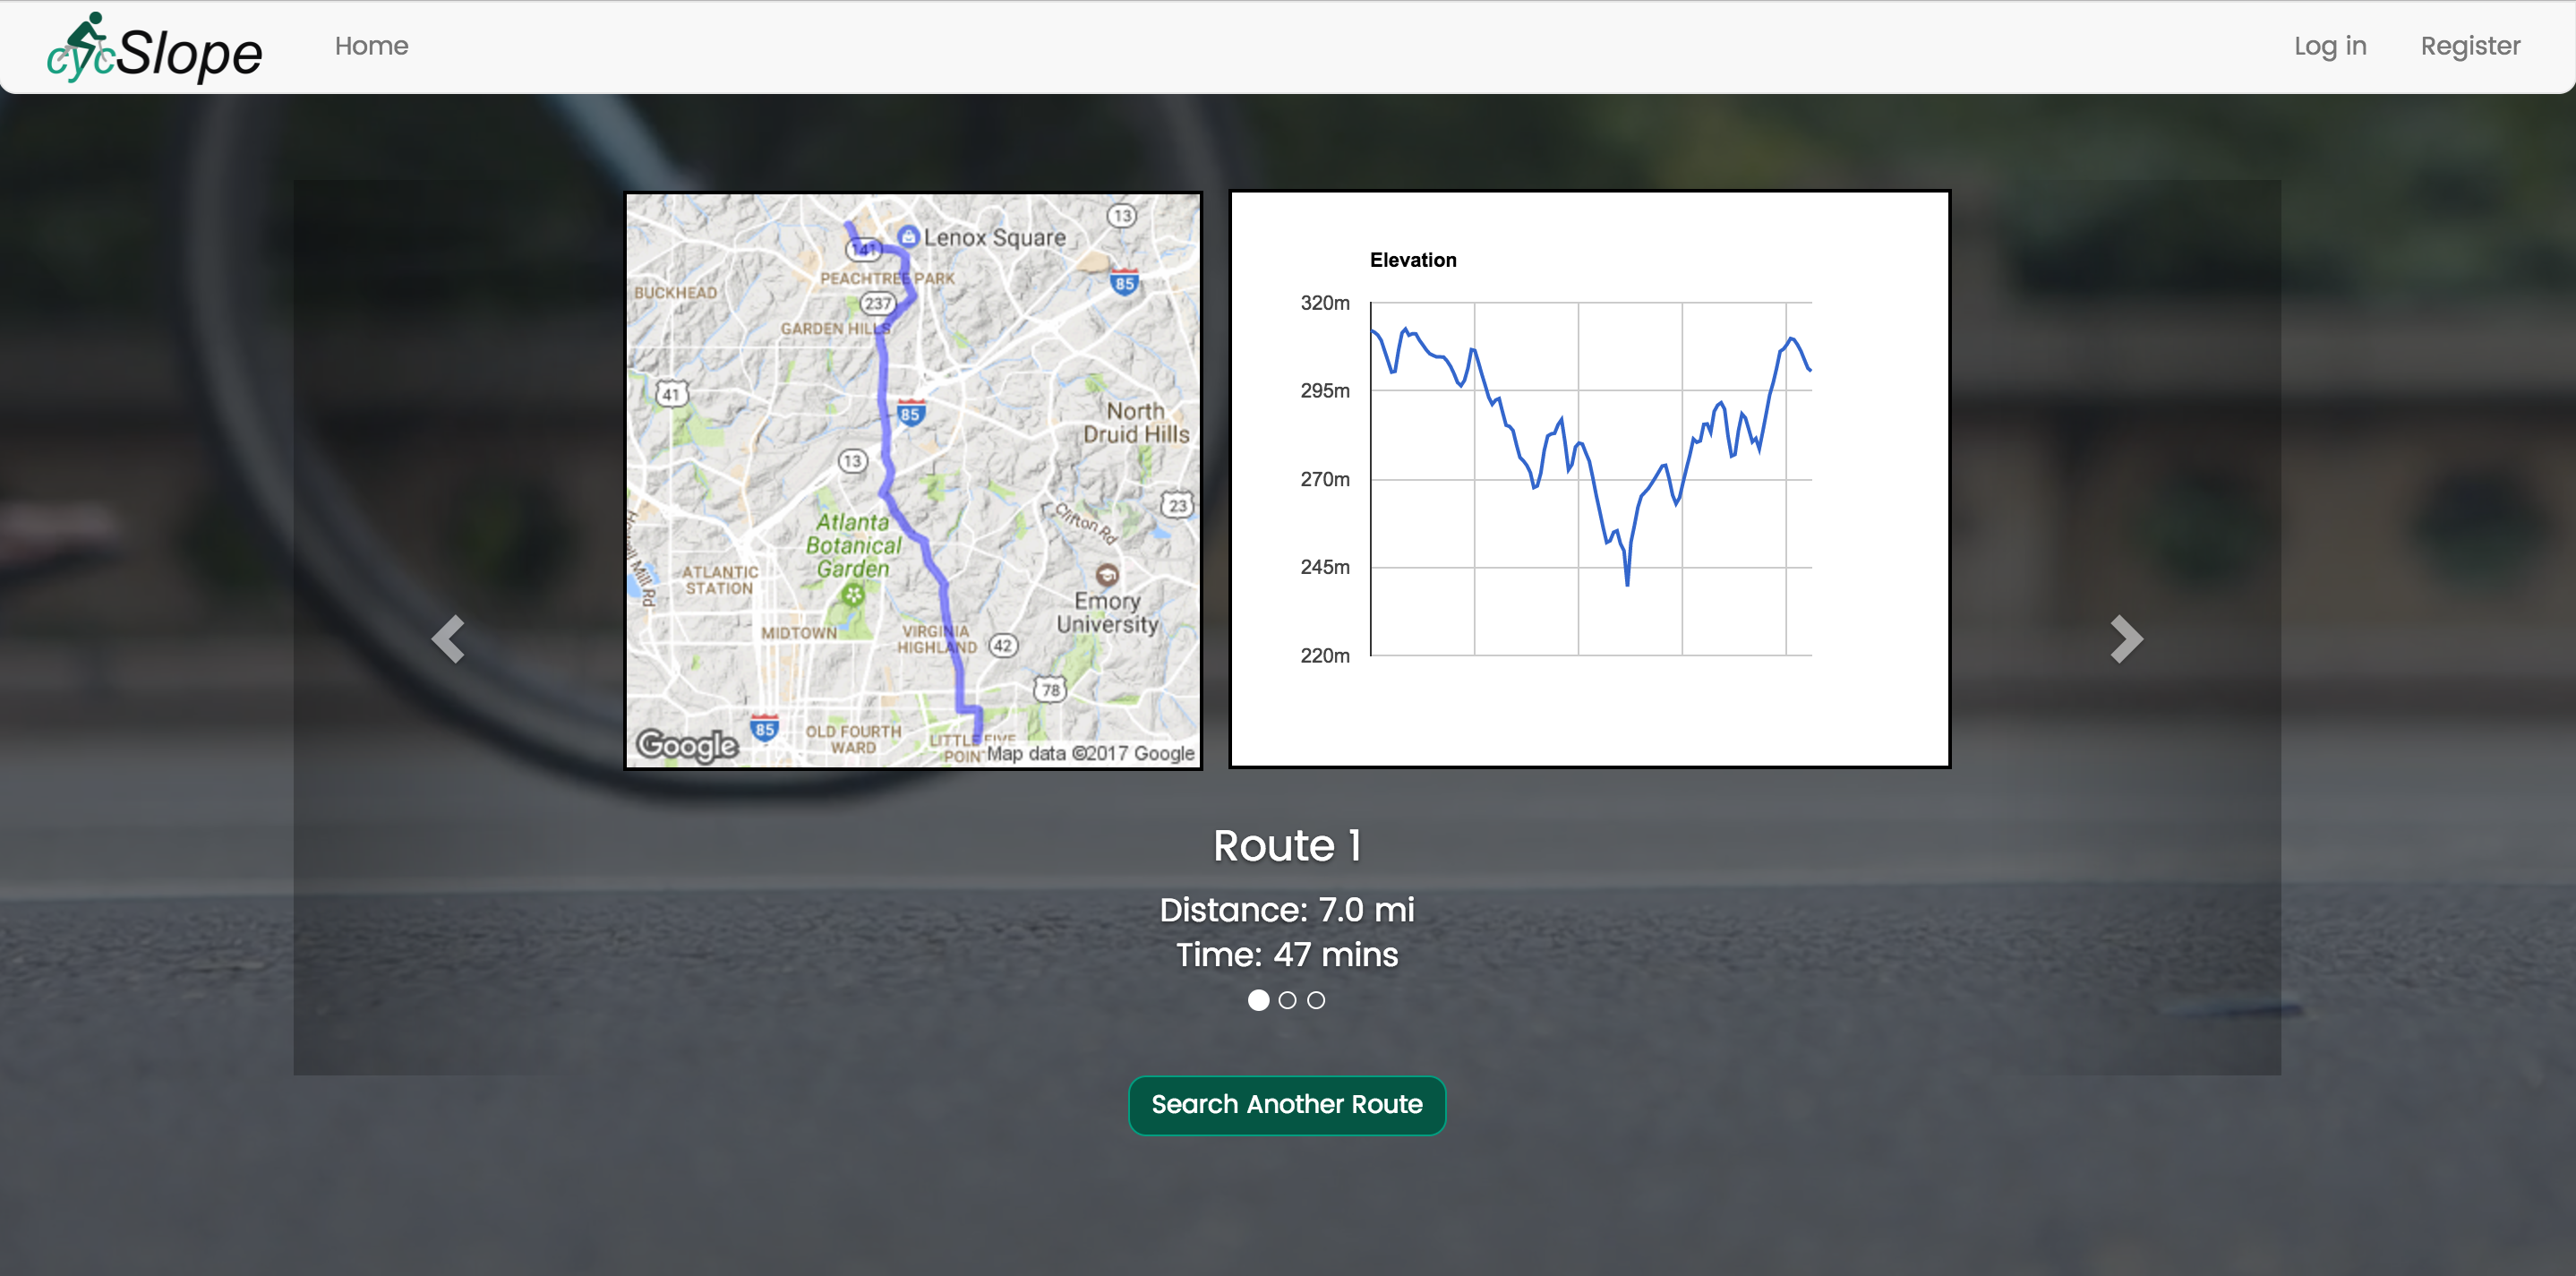 cycSlope
Home
Log in
Register
13
Lenox Square
141
PEACHTREE PARK
85
BUCKHEAD
237
GARDEN HILLS
41
85
North
Druid Hills
13
23
Clifton Rd
Atlanta
Botanical
Garden
ATLANTIC
STATION
Mill Rd
Emory
University
MIDTOWN
VIRGINIA
HIGHLAND
42
78
85
OLD FOURTH
WARD
LITTLE FIVE
POIN
Google
Map data ©2017 Google
Elevation
320m
295m
270m
245m
220m
Route 1
Distance: 7.0 mi
Time: 47 mins
Search Another Route